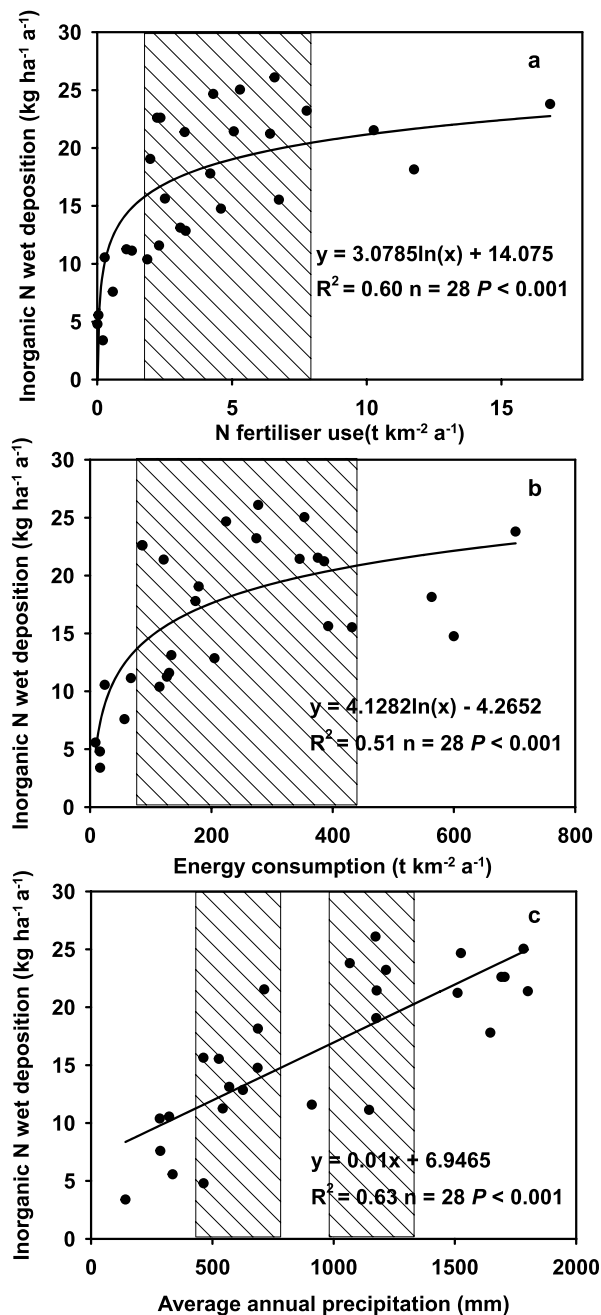 30
25
20
15
10
5
0
Inorganic N wet deposition (kg ha⁻¹ a⁻¹)
a
y = 3.0785ln(x) + 14.075
R² = 0.60 n = 28 P < 0.001
0 5 10 15
N fertiliser use(t km⁻² a⁻¹)
30
25
20
15
10
5
0
Inorganic N wet deposition (kg ha⁻¹ a⁻¹)
b
y = 4.1282ln(x) - 4.2652
R² = 0.51 n = 28 P < 0.001
0 200 400 600 800
Energy consumption (t km⁻² a⁻¹)
30
25
20
15
10
5
0
Inorganic N wet deposition (kg ha⁻¹ a⁻¹)
c
y = 0.01x + 6.9465
R² = 0.63 n = 28 P < 0.001
0 500 1000 1500 2000
Average annual precipitation (mm)